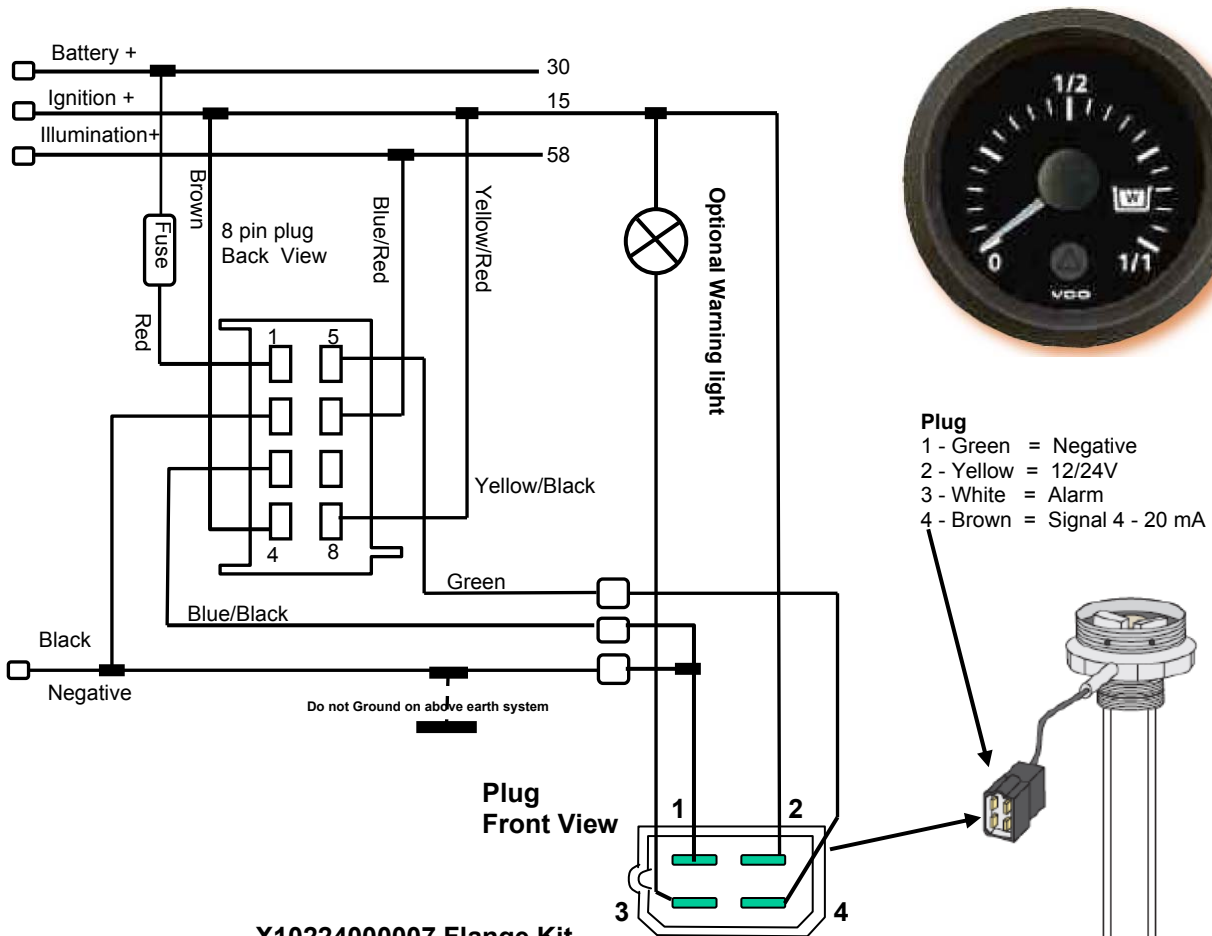 Battery +
30
Ignition +
15
Illumination+
58
Brown
Blue/Red
Yellow/Red
Optional Warning light
Fuse
8 pin plug
Back View
Red
1
5
4
8
Yellow/Black
Green
Blue/Black
Black
Negative
Do not Ground on above earth system
1/2
W
0
1/1
VDO
Plug
1 - Green = Negative
2 - Yellow = 12/24V
3 - White = Alarm
4 - Brown = Signal 4 - 20 mA
Plug
Front View
1
2
3
4
X10224000007 Flange Kit